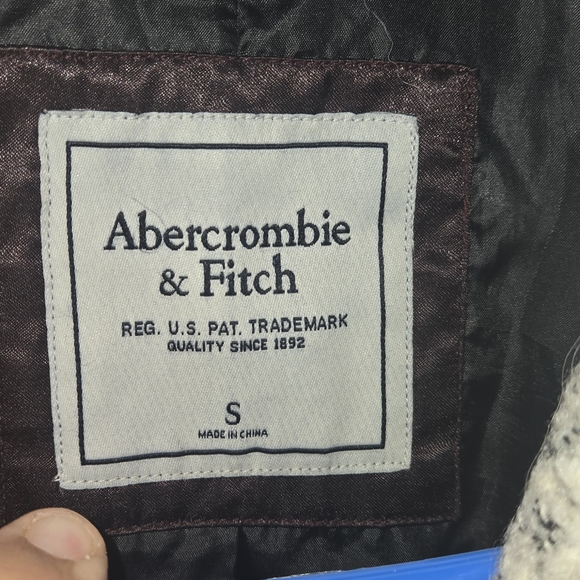 Abercrombie
& Fitch
REG. U.S. PAT. TRADEMARK
QUALITY SINCE 1892
S
MADE IN CHINA